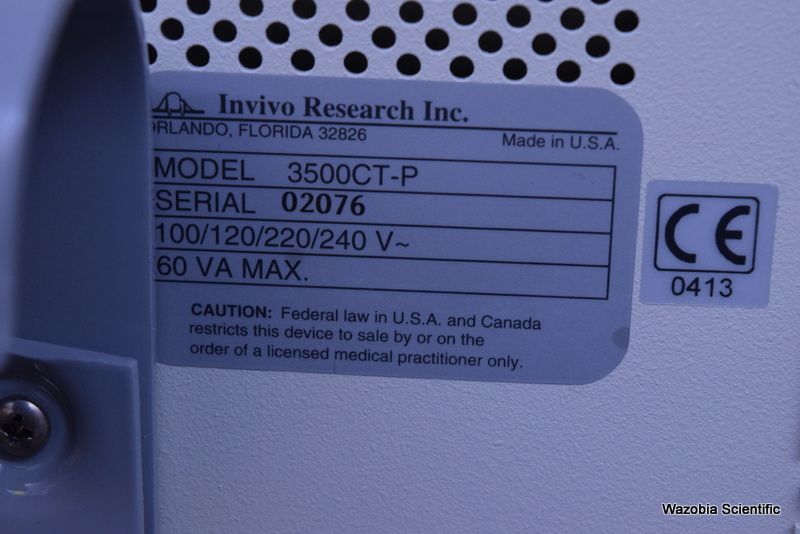 Invivo Research Inc.
ORLANDO, FLORIDA 32826
Made in U.S.A.
MODEL 3500CT-P
SERIAL 02076
100/120/220/240 V~
60 VA MAX.
CAUTION: Federal law in U.S.A. and Canada
restricts this device to sale by or on the
order of a licensed medical practitioner only.
CE
0413
Wazobia Scientific